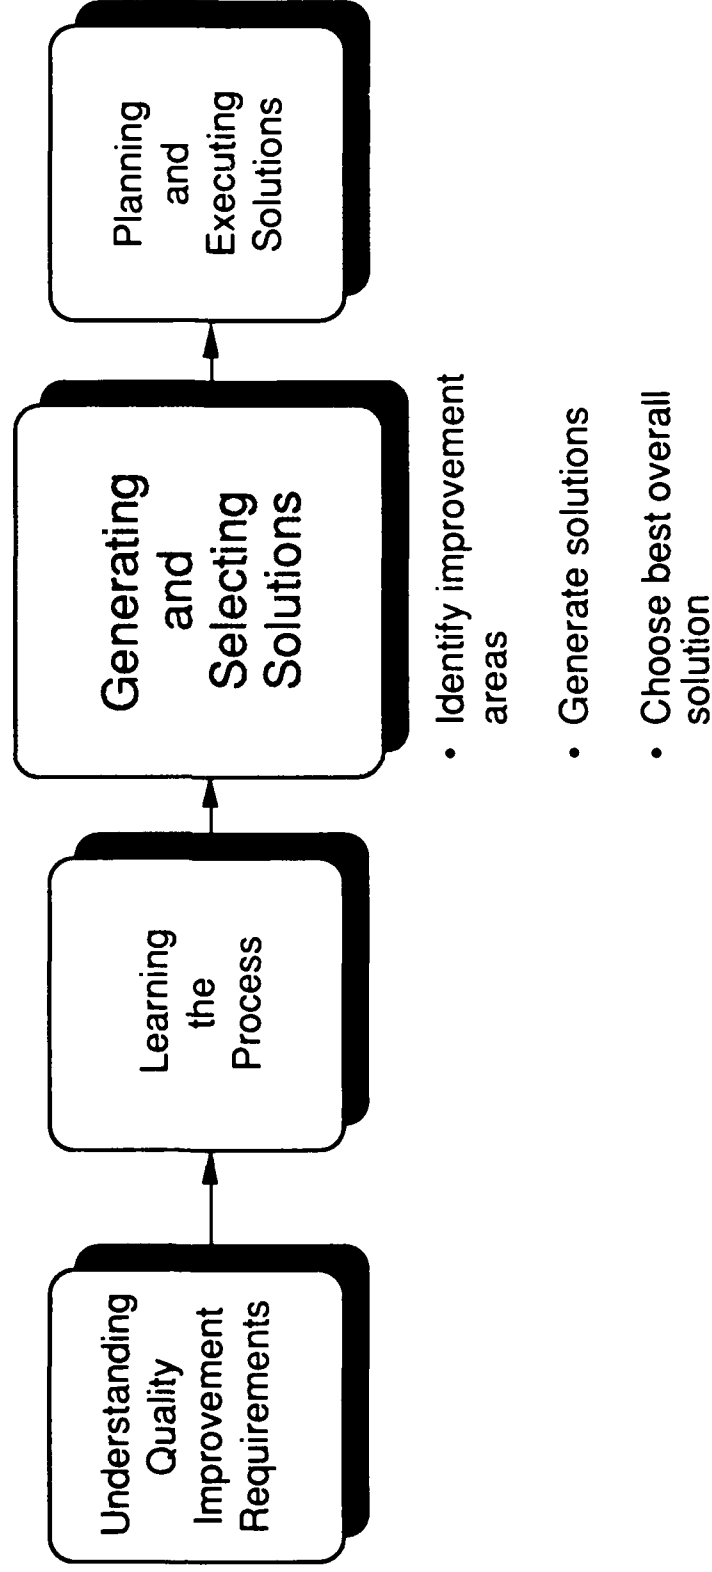 Understanding
Quality
Improvement
Requirements
Learning
the
Process
Generating
and
Selecting
Solutions
• Identify improvement
areas
• Generate solutions
• Choose best overall
solution
Planning
and
Executing
Solutions